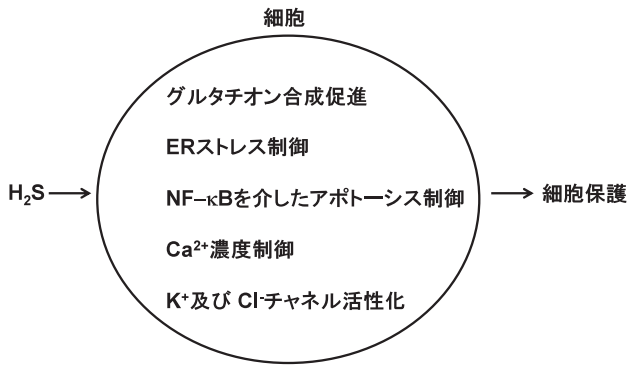 細胞
グルタチオン合成促進
ERストレス制御
H₂S → NF–κBを介したアポトーシス制御 → 細胞保護
Ca²⁺濃度制御
K⁺及び Cl⁻チャネル活性化